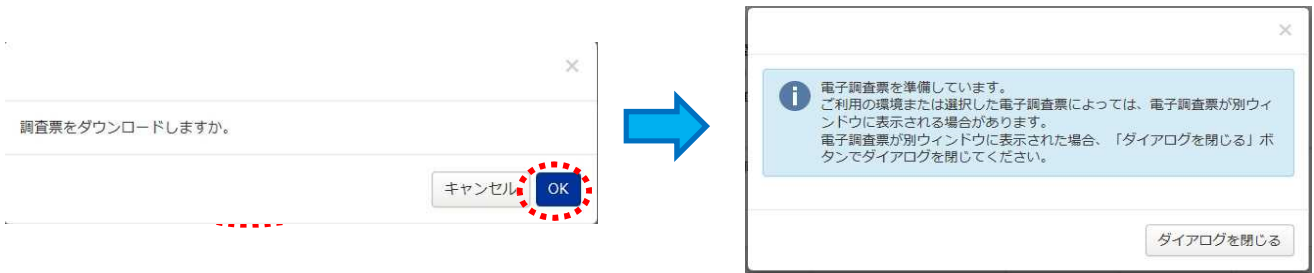 ×
調査票をダウンロードしますか。
キャンセル
OK
×
電子調査票を準備しています。
ご利用の環境または選択した電子調査票によっては、電子調査票が別ウィ
ンドウに表示される場合があります。
電子調査票が別ウィンドウに表示された場合、「ダイアログを閉じる」ボ
タンでダイアログを閉じてください。
ダイアログを閉じる